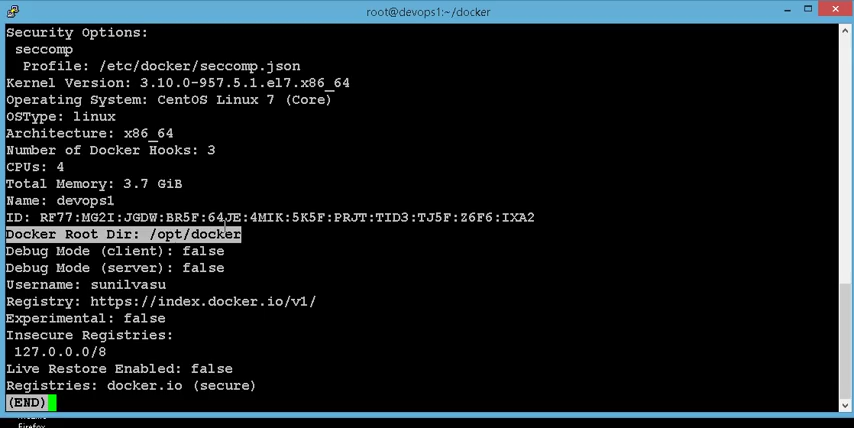 root@devops1:~/docker
Security Options:
 seccomp
  Profile: /etc/docker/seccomp.json
Kernel Version: 3.10.0-957.5.1.el7.x86_64
Operating System: CentOS Linux 7 (Core)
OSType: linux
Architecture: x86_64
Number of Docker Hooks: 3
CPUs: 4
Total Memory: 3.7 GiB
Name: devops1
ID: RF77:MG2I:JGDW:BR5F:64JE:4MIK:5K5F:PRJT:TID3:TJ5F:Z6F6:IXA2
Docker Root Dir: /opt/docker
Debug Mode (client): false
Debug Mode (server): false
Username: sunilvasu
Registry: https://index.docker.io/v1/
Experimental: false
Insecure Registries:
 127.0.0.0/8
Live Restore Enabled: false
Registries: docker.io (secure)
(END)
Firefox